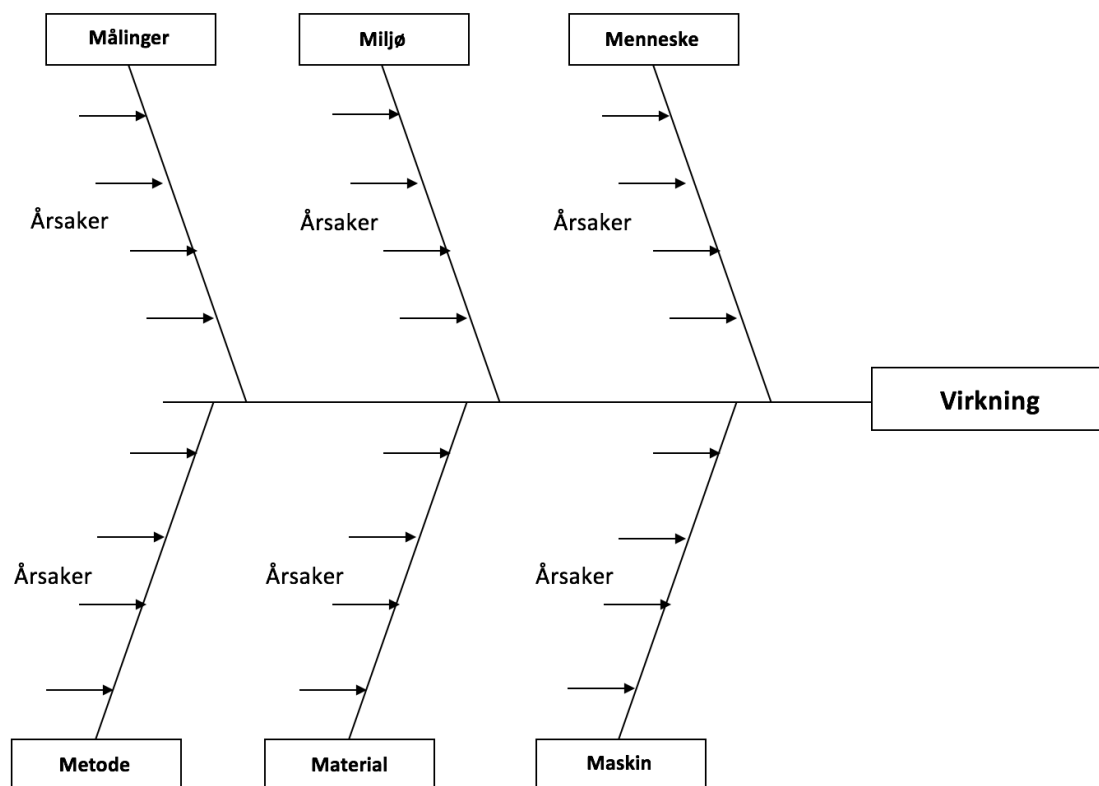 Målinger
Miljø
Menneske
Årsaker
Årsaker
Årsaker
Virkning
Årsaker
Årsaker
Årsaker
Metode
Material
Maskin